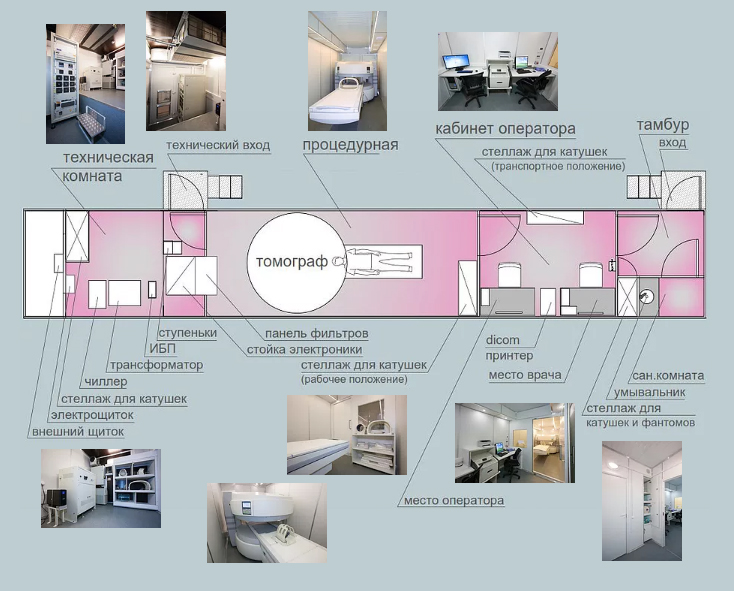 техническая
комната
технический вход
процедурная
кабинет оператора
стеллаж для катушек
(транспортное положение)
тамбур
вход
томограф
ступеньки
ИБП
трансформатор
чиллер
стеллаж для катушек
электрощиток
внешний щиток
панель фильтров
стойка электроники
стеллаж для катушек
(рабочее положение)
dicom
принтер
место врача
сан.комната
умывальник
стеллаж для
катушек и фантомов
место оператора